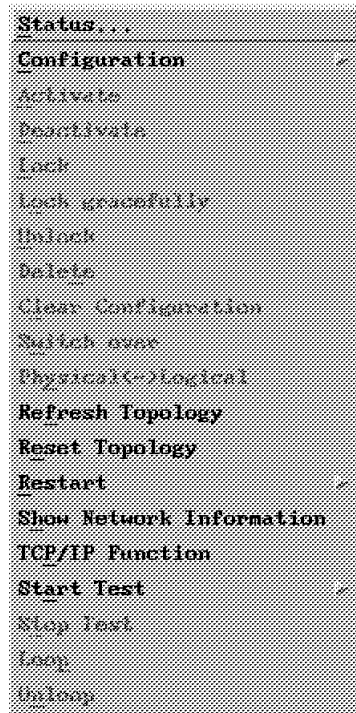 Status...
Configuration
Activate
Deactivate
Lock
Lock gracefully
Unlock
Delete
Clear Configuration
Switch over
Physical<->Logical
Refresh Topology
Reset Topology
Restart
Show Network Information
TCP/IP Function
Start Test
Stop Test
Loop
Unloop